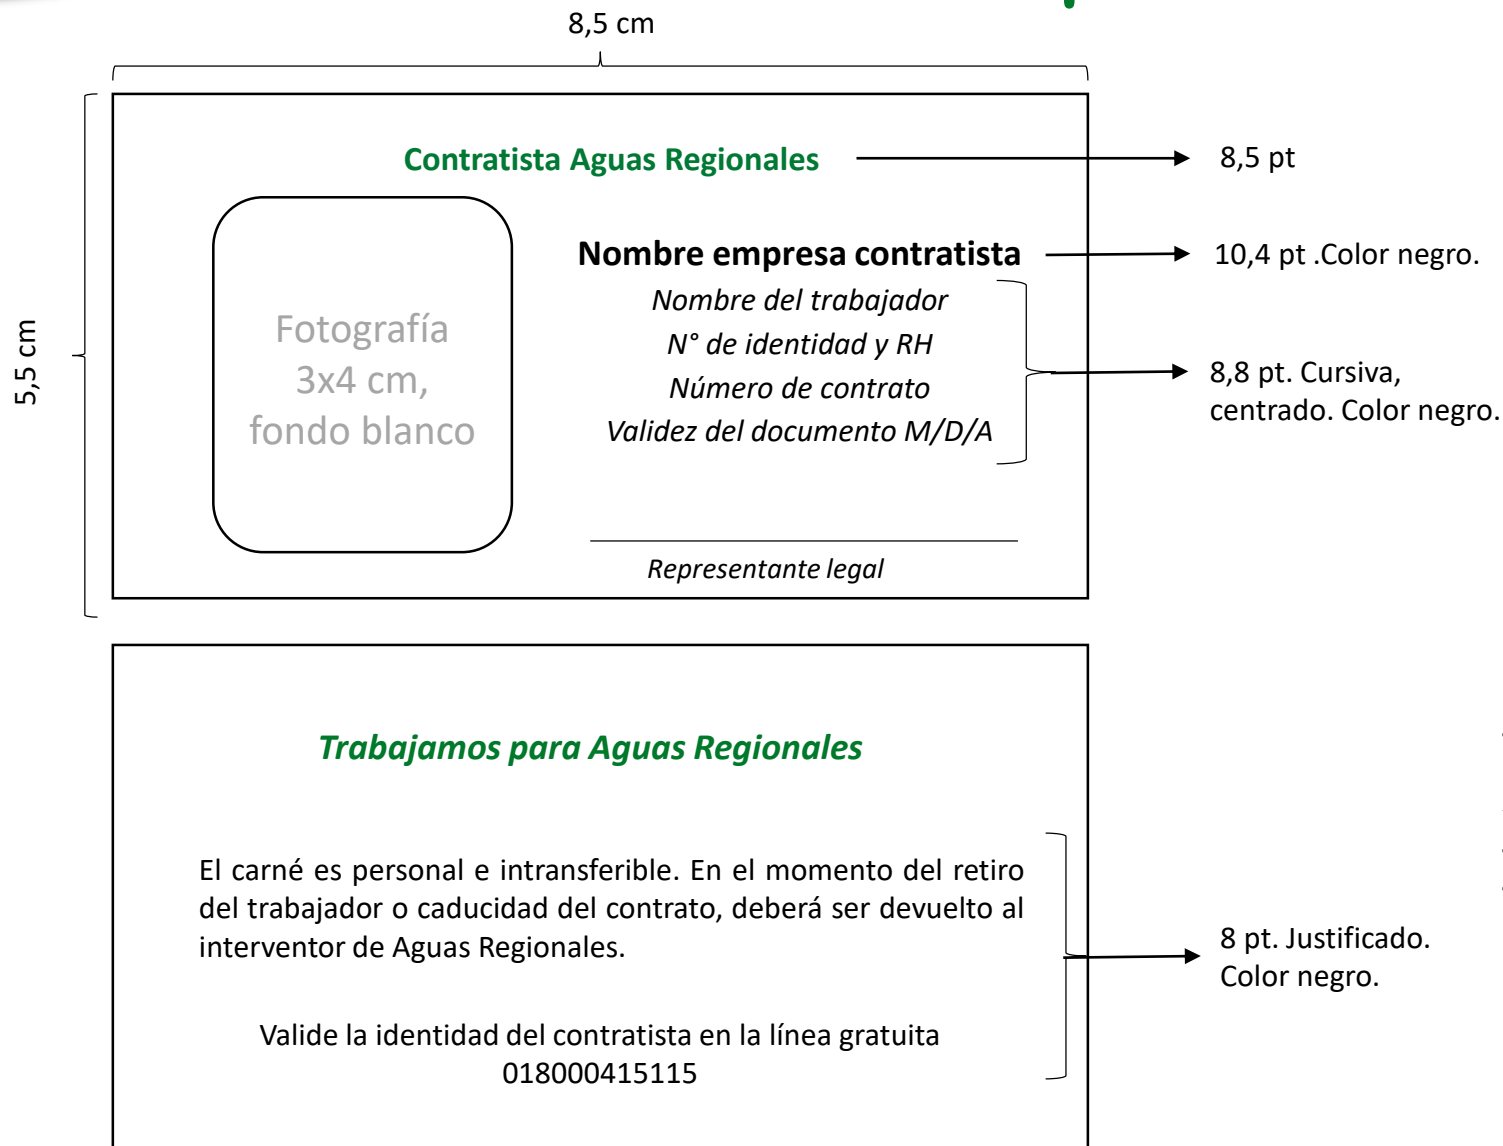 8,5 cm
5,5 cm
Contratista Aguas Regionales
8,5 pt
Nombre empresa contratista
10,4 pt .Color negro.
Fotografía
3x4 cm,
fondo blanco
Nombre del trabajador
N° de identidad y RH
Número de contrato
Validez del documento M/D/A
8,8 pt. Cursiva,
centrado. Color negro.
Representante legal
Trabajamos para Aguas Regionales
El carné es personal e intransferible. En el momento del retiro
del trabajador o caducidad del contrato, deberá ser devuelto al
interventor de Aguas Regionales.
8 pt. Justificado.
Color negro.
Valide la identidad del contratista en la línea gratuita
018000415115